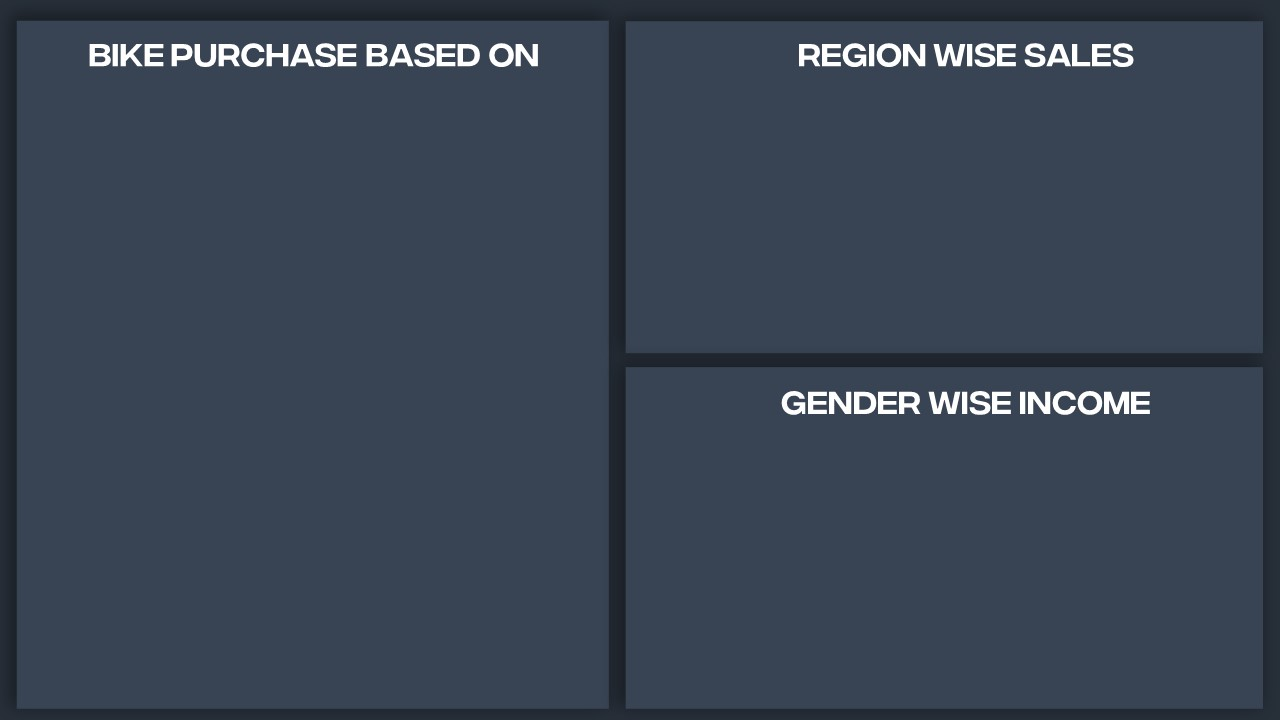 BIKE PURCHASE BASED ON
REGION WISE SALES
GENDER WISE INCOME